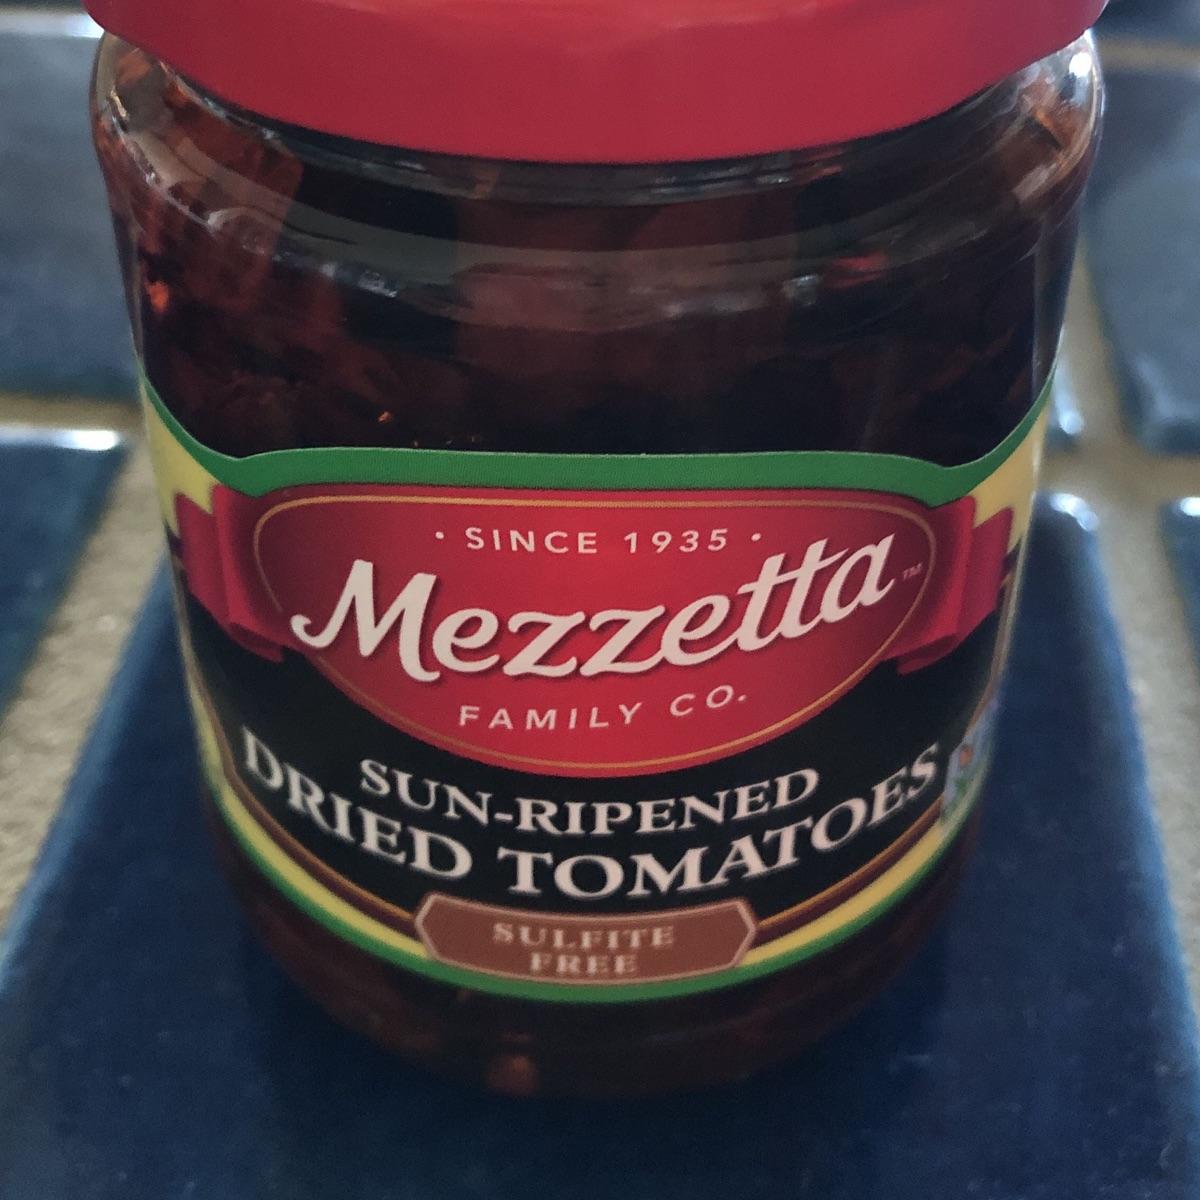 · SINCE 1935 ·
Mezzetta™
FAMILY CO.
SUN-RIPENED
DRIED TOMATOES
SULFITE
FREE